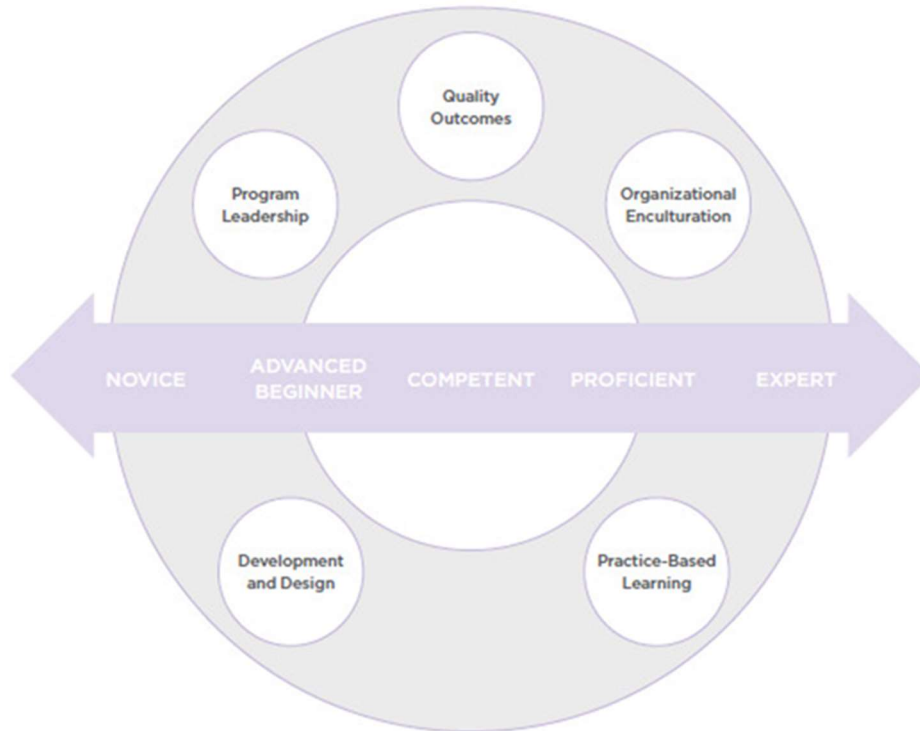 Quality
Outcomes
Program
Leadership
Organizational
Enculturation
NOVICE
ADVANCED
BEGINNER
COMPETENT
PROFICIENT
EXPERT
Development
and Design
Practice-Based
Learning